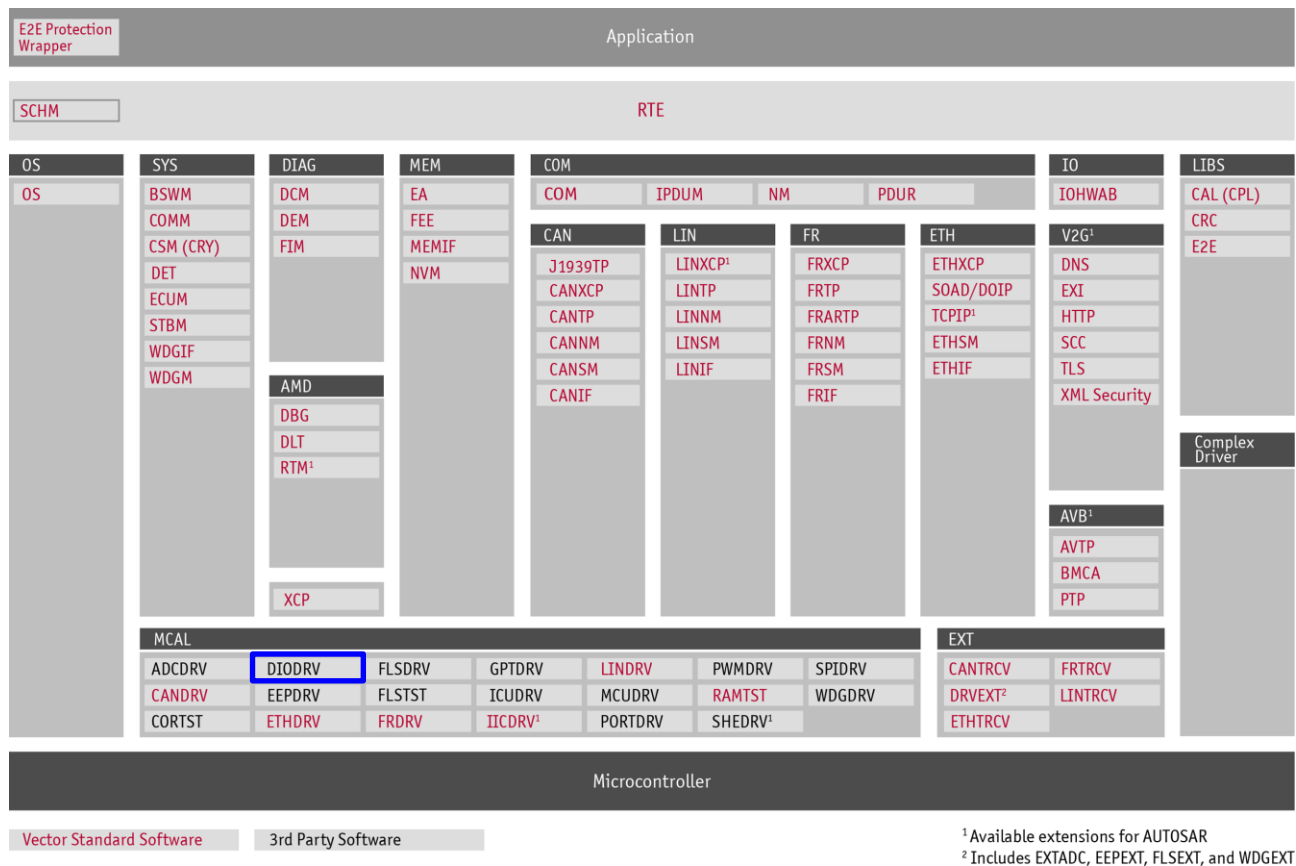 E2E Protection
Wrapper
Application
SCHM
RTE
OS
OS
SYS
BSWM
COMM
CSM (CRY)
DET
ECUM
STBM
WDGIF
WDGM
DIAG
DCM
DEM
FIM
AMD
DBG
DLT
RTM¹
XCP
MEM
EA
FEE
MEMIF
NVM
COM
COM IPDUM NM PDUR
CAN
J1939TP
CANXCP
CANTP
CANNM
CANSM
CANIF
LIN
LINXCP¹
LINTP
LINNM
LINSM
LINIF
FR
FRXCP
FRTP
FRARTP
FRNM
FRSM
FRIF
ETH
ETHXCP
SOAD/DOIP
TCPIP¹
ETHSM
ETHIF
IO
IOHWAB
V2G¹
DNS
EXI
HTTP
SCC
TLS
XML Security
AVB¹
AVTP
BMCA
PTP
LIBS
CAL (CPL)
CRC
E2E
Complex
Driver
MCAL
ADCDRV DIODRV FLSDRV GPTDRV LINDRV PWMDRV SPIDRV
CANDRV EEPDRV FLSTST ICUDRV MCUDRV RAMTST WDGDRV
CORTST ETHDRV FRDRV IICDRV¹ PORTDRV SHEDRV¹
EXT
CANTRCV FRTRCV
DRVEXT² LINTRCV
ETHTRCV
Microcontroller
Vector Standard Software 3rd Party Software
¹ Available extensions for AUTOSAR
² Includes EXTADC, EEPEXT, FLSEXT, and WDGEXT